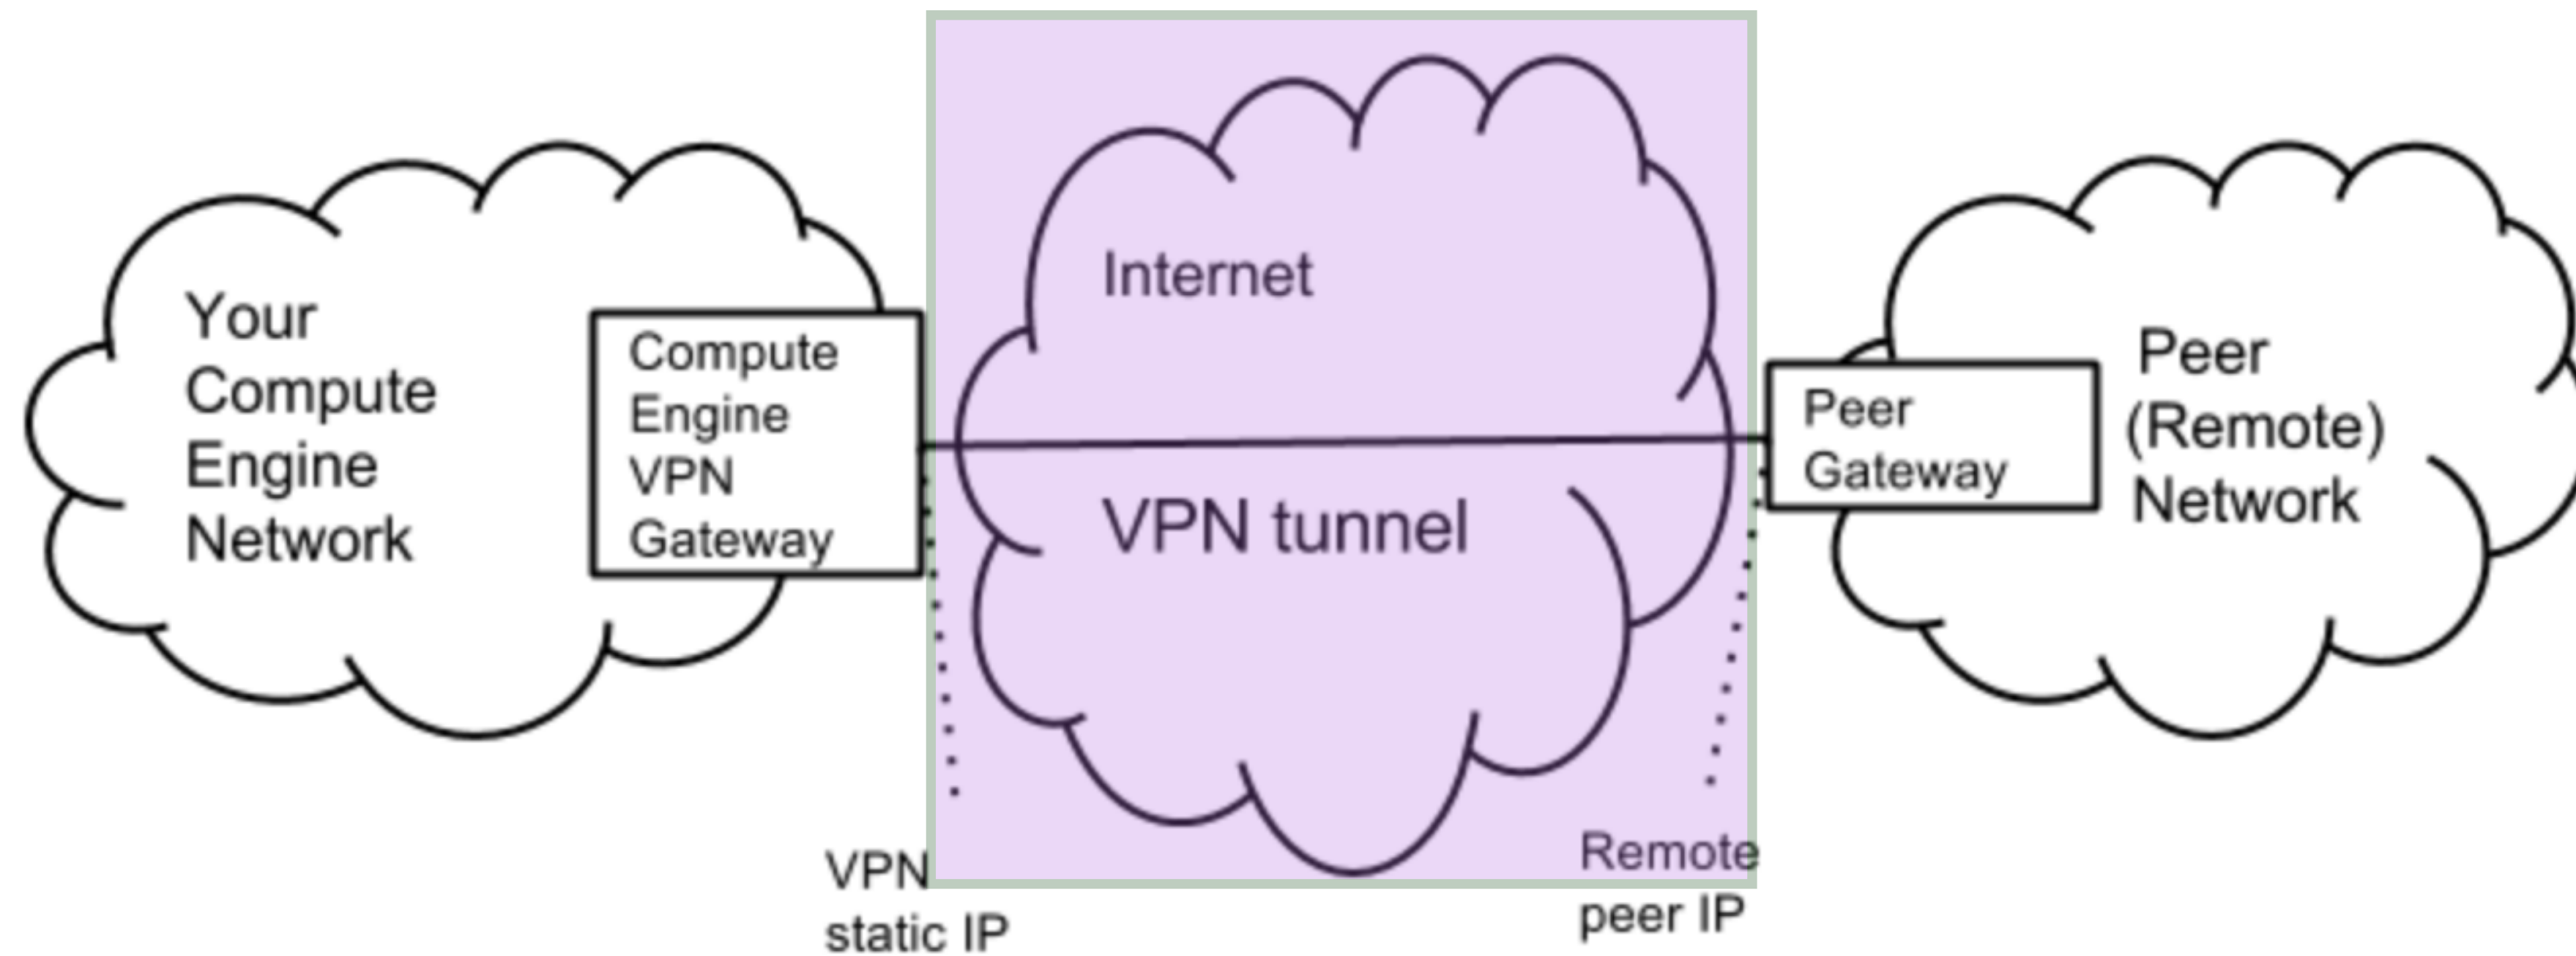 Your
Compute
Engine
Network
Compute
Engine
VPN
Gateway
Internet
VPN tunnel
Peer
Gateway
Peer
(Remote)
Network
VPN
static IP
Remote
peer IP